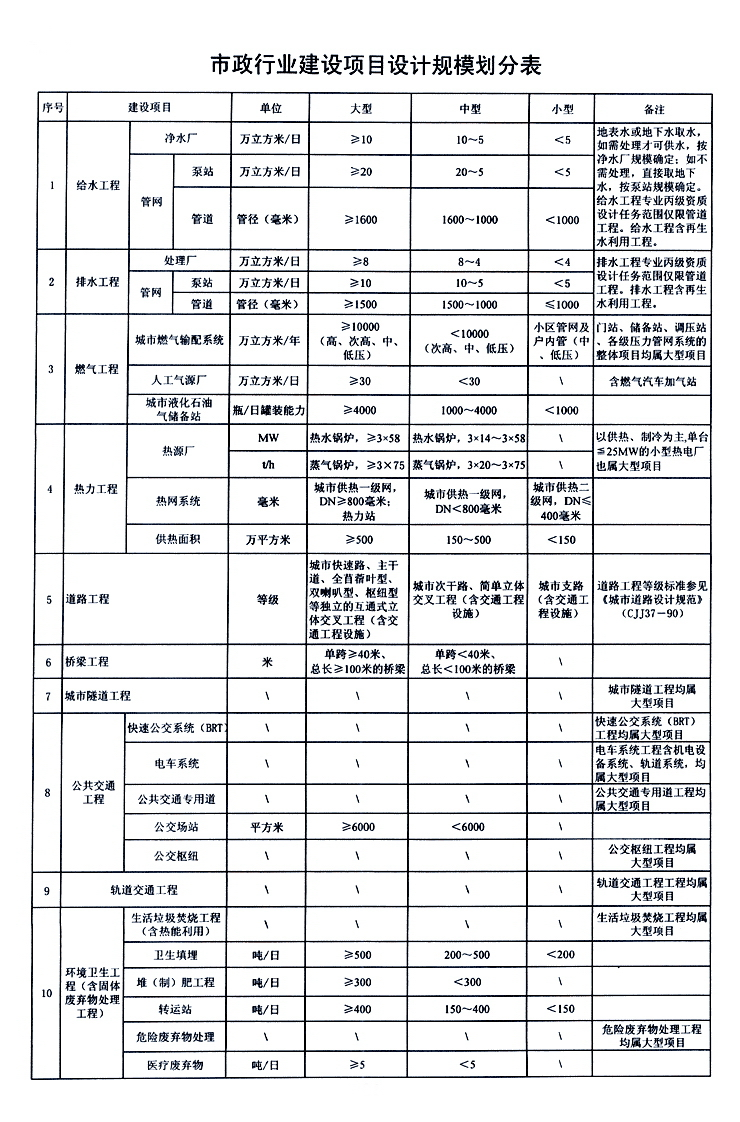 市政行业建设项目设计规模划分表
序号 建设项目 单位 大型 中型 小型 备注
1 给水工程
净水厂 万立方米/日 ≥10 10～5 <5
管网
泵站 万立方米/日 ≥20 20～5 <5
管道 管径（毫米） ≥1600 1600～1000 <1000
地表水或地下水取水，
如需处理才可供水，按
净水厂规模确定；如不
需处理，直接取地下
水，按泵站规模确定。
给水工程专业丙级资质
设计任务范围仅限管道
工程。给水工程含再生
水利用工程。
2 排水工程
处理厂 万立方米/日 ≥8 8～4 <4
管网
泵站 万立方米/日 ≥10 10～5 <5
管道 管径（毫米） ≥1500 1500～1000 ≤1000
排水工程专业丙级资质
设计任务范围仅限管道
工程。排水工程含再生
水利用工程。
3 燃气工程
城市燃气输配系统 万立方米/年
≥10000
（高、次高、中、
低压）
<10000
（次高、中、低压）
小区管网及
户内管（中
、低压）
门站、储备站、调压站
、各级压力管网系统的
整体项目均属大型项目
人工气源厂 万立方米/日 ≥30 <30 \ 含燃气汽车加气站
城市液化石油
气储备站
瓶/日罐装能力 ≥4000 1000～4000 <1000
4 热力工程
热源厂
MW 热水锅炉，≥3×58 热水锅炉，3×14～3×58 \
t/h 蒸气锅炉，≥3×75 蒸气锅炉，3×20～3×75 \
以供热、制冷为主,单台
≦25MW的小型热电厂
也属大型项目
热网系统 毫米
城市供热一级网，
DN≥800毫米；
热力站
城市供热一级网，
DN<800毫米
城市供热二
级网，DN≤
400毫米
供热面积 万平方米 ≥500 150～500 <150
5 道路工程 等级
城市快速路、主干
道、全苜蓿叶型、
双喇叭型、枢纽型
等独立的互通式立
体交叉工程（含交
通工程设施）
城市次干路、简单立体
交叉工程（含交通工程
设施）
城市支路
（含交通工
程设施）
道路工程等级标准参见
《城市道路设计规范》
（CJJ37－90）
6 桥梁工程 米
单跨≥40米、
总长≥100米的桥梁
单跨<40米、
总长<100米的桥梁
\
7 城市隧道工程 \ \ \ \
城市隧道工程均属
大型项目
8
公共交通
工程
快速公交系统（BRT） \ \ \ \
快速公交系统（BRT）
工程均属大型项目
电车系统 \ \ \ \
电车系统工程含机电设
备系统、轨道系统，均
属大型项目
公共交通专用道 \ \ \ \
公共交通专用道工程均
属大型项目
公交场站 平方米 ≥6000 <6000 \
公交枢纽 \ \ \ \
公交枢纽工程均属
大型项目
9 轨道交通工程 \ \ \ \
轨道交通工程工程均属
大型项目
10
环境卫生工
程（含固体
废弃物处理
工程）
生活垃圾焚烧工程
（含热能利用）
\ \ \ \
生活垃圾焚烧工程均属
大型项目
卫生填埋 吨/日 ≥500 200～500 <200
堆（制）肥工程 吨/日 ≥300 <300 \
转运站 吨/日 ≥400 150～400 <150
危险废弃物处理 \ \ \ \
危险废弃物处理工程
均属大型项目
医疗废弃物 吨/日 ≥5 <5 \